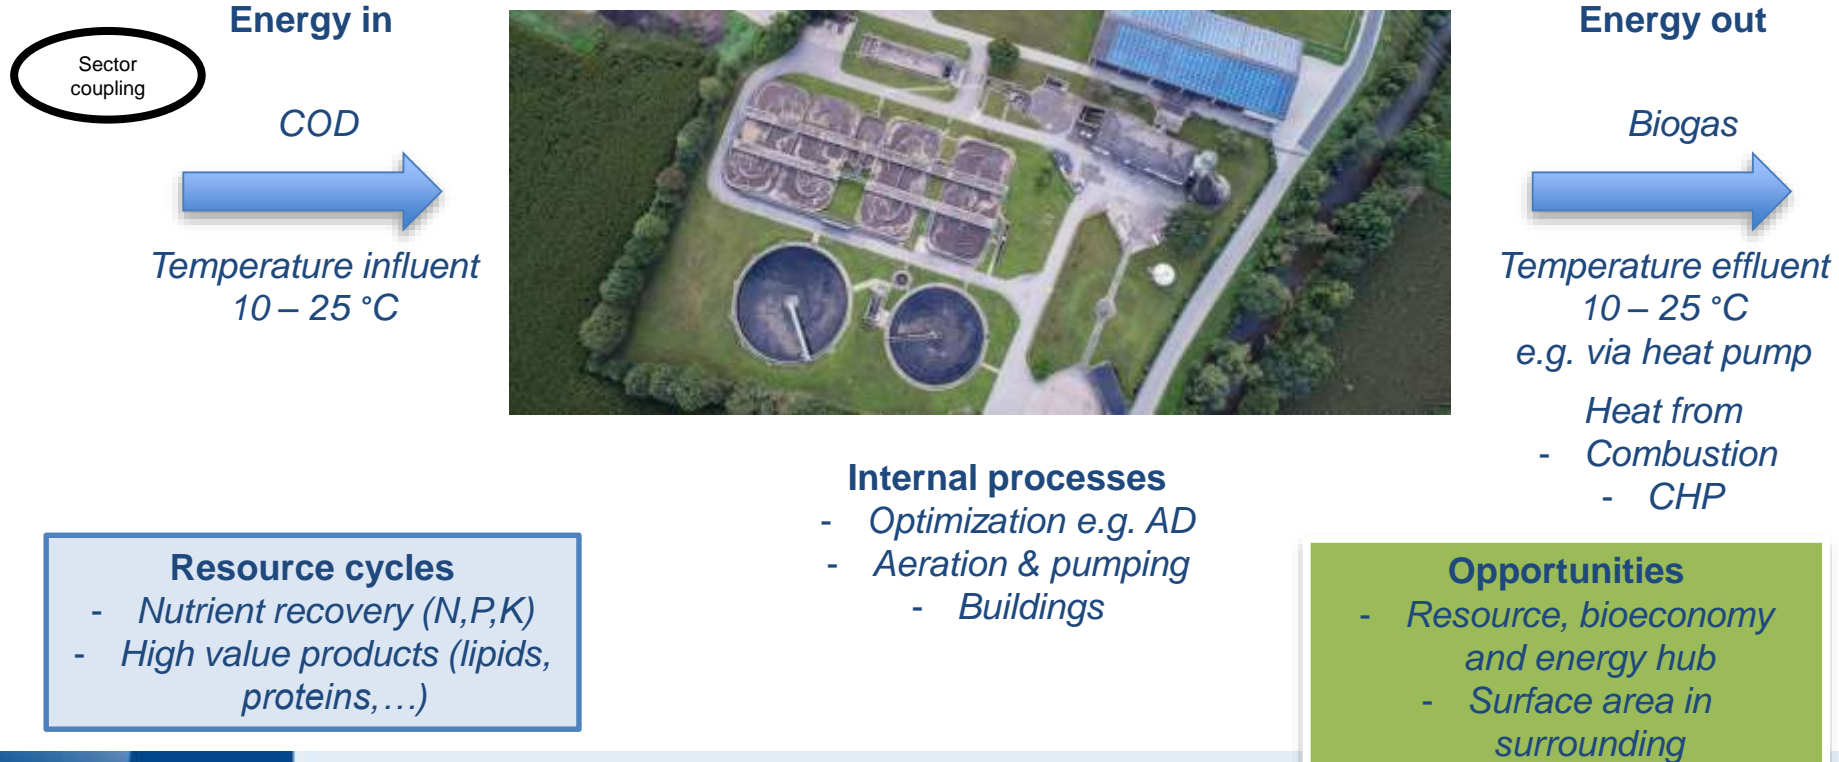 Energy in
Sector
coupling
COD
Temperature influent
10 – 25 °C
Energy out
Biogas
Temperature effluent
10 – 25 °C
e.g. via heat pump
Heat from
- Combustion
- CHP
Internal processes
- Optimization e.g. AD
- Aeration & pumping
- Buildings
Resource cycles
- Nutrient recovery (N,P,K)
- High value products (lipids,
proteins,…)
Opportunities
- Resource, bioeconomy
and energy hub
- Surface area in
surrounding